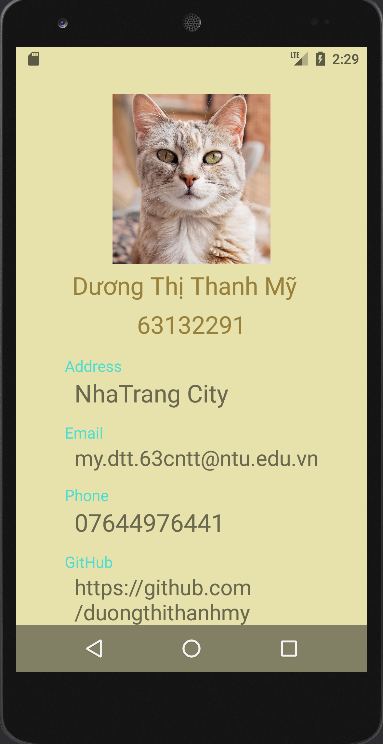 LTE 2:29
Dương Thị Thanh Mỹ
63132291
Address
NhaTrang City
Email
my.dtt.63cntt@ntu.edu.vn
Phone
07644976441
GitHub
https://github.com
/duongthithanhmy